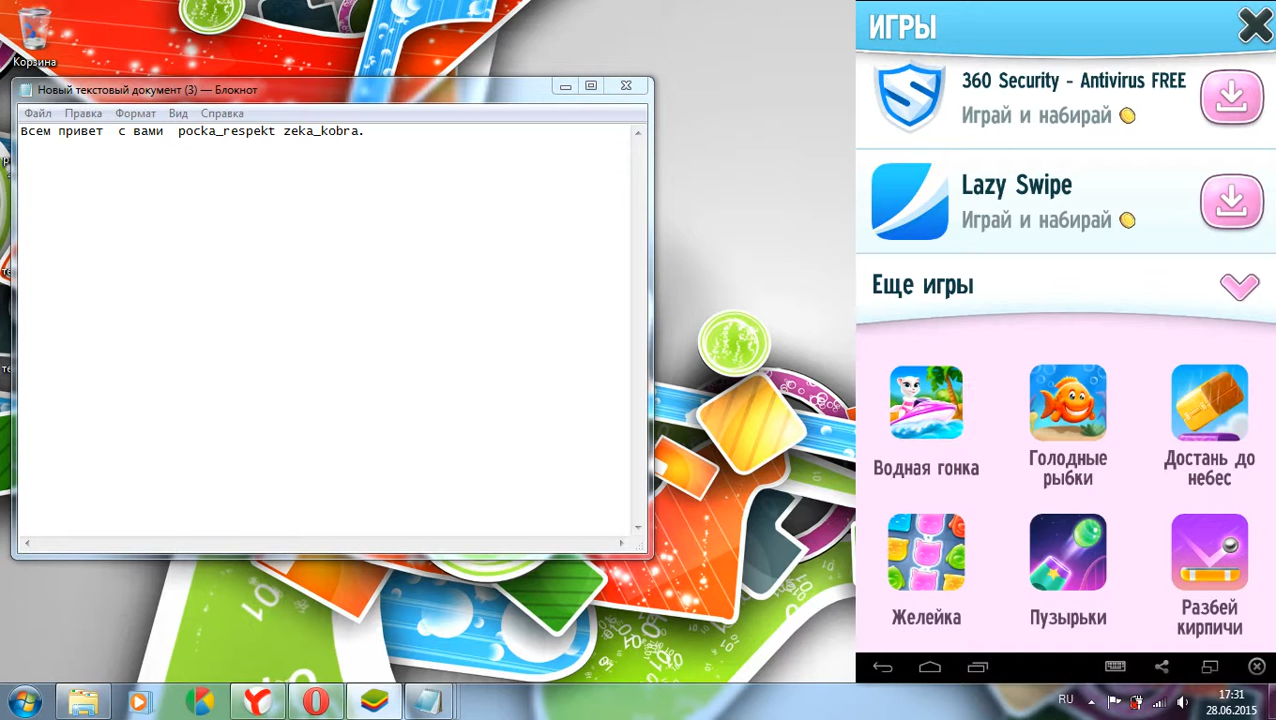 Корзина
Новый текстовый документ (3) — Блокнот
Файл Правка Формат Вид Справка
Всем привет с вами pocka_respekt zeka_kobra.
ИГРЫ
360 Security - Antivirus FREE
Играй и набирай
Lazy Swipe
Играй и набирай
Еще игры
Водная гонка
Голодные
рыбки
Достань до
небес
Желейка
Пузырьки
Разбей
кирпичи
RU
17:31
28.06.2015